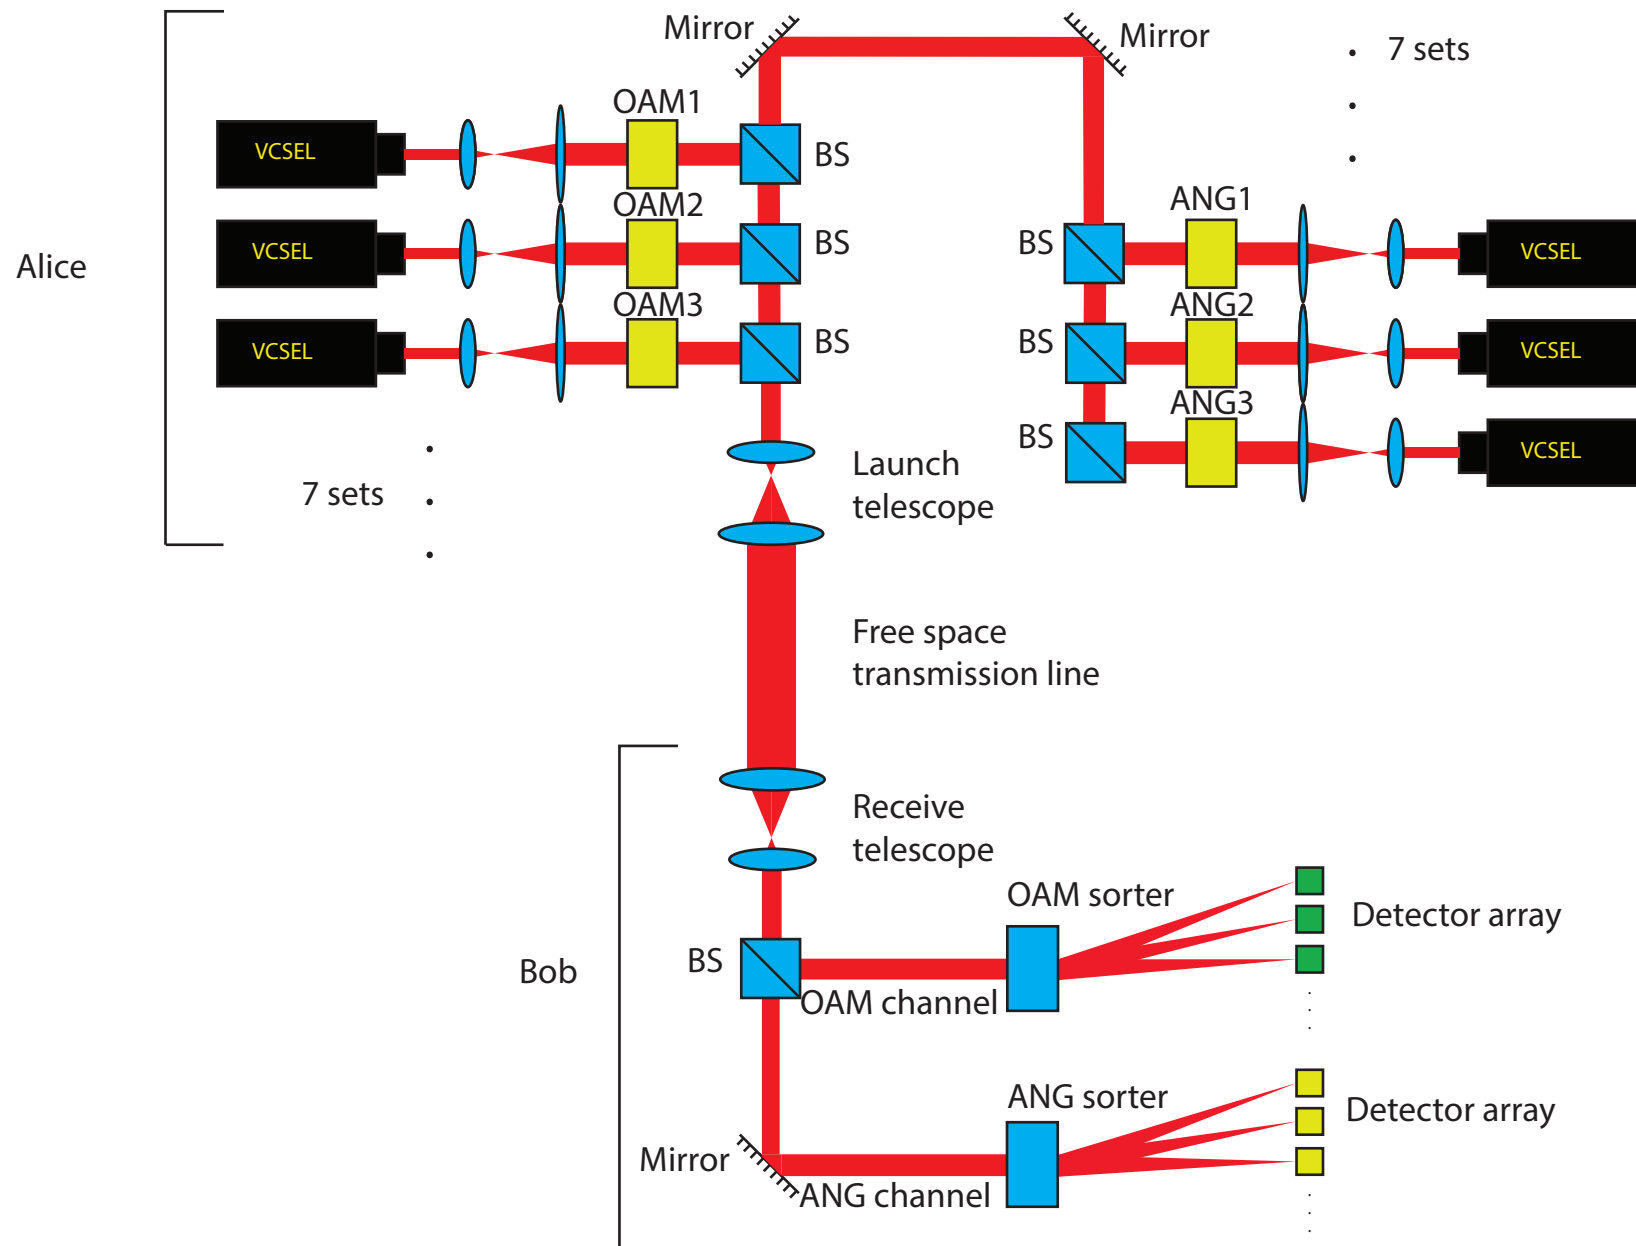 Mirror
Mirror
7 sets
OAM1
VCSEL
BS
OAM2
ANG1
VCSEL
BS
BS
VCSEL
Alice
OAM3
ANG2
VCSEL
BS
BS
VCSEL
ANG3
BS
VCSEL
7 sets
Launch
telescope
Free space
transmission line
Receive
telescope
OAM sorter
Detector array
BS
Bob
OAM channel
ANG sorter
Detector array
Mirror
ANG channel